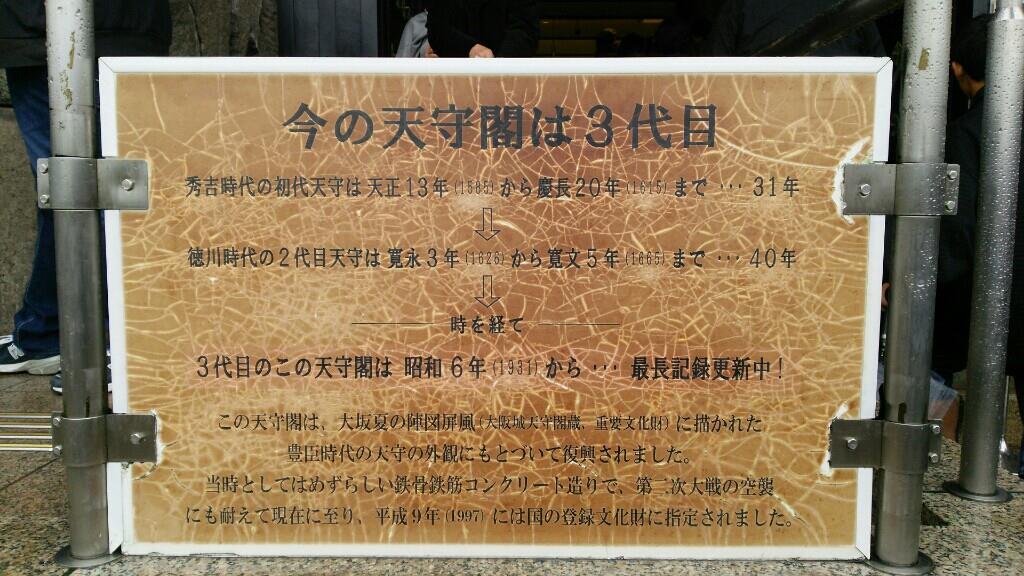 今の天守閣は3代目
秀吉時代の初代天守は 天正13年(1585)から慶長20年(1615)まで … 31年
⇩
徳川時代の2代目天守は 寛永3年(1626)から寛文5年(1665)まで … 40年
⇩
時を経て
3代目のこの天守閣は 昭和6年(1931)から … 最長記録更新中!
この天守閣は、大坂夏の陣図屏風(大阪城天守閣蔵、重要文化財)に描かれた
豊臣時代の天守の外観にもとづいて復興されました。
当時としてはめずらしい鉄骨鉄筋コンクリート造りで、第二次大戦の空襲
にも耐えて現在に至り、平成9年(1997)には国の登録文化財に指定されました。